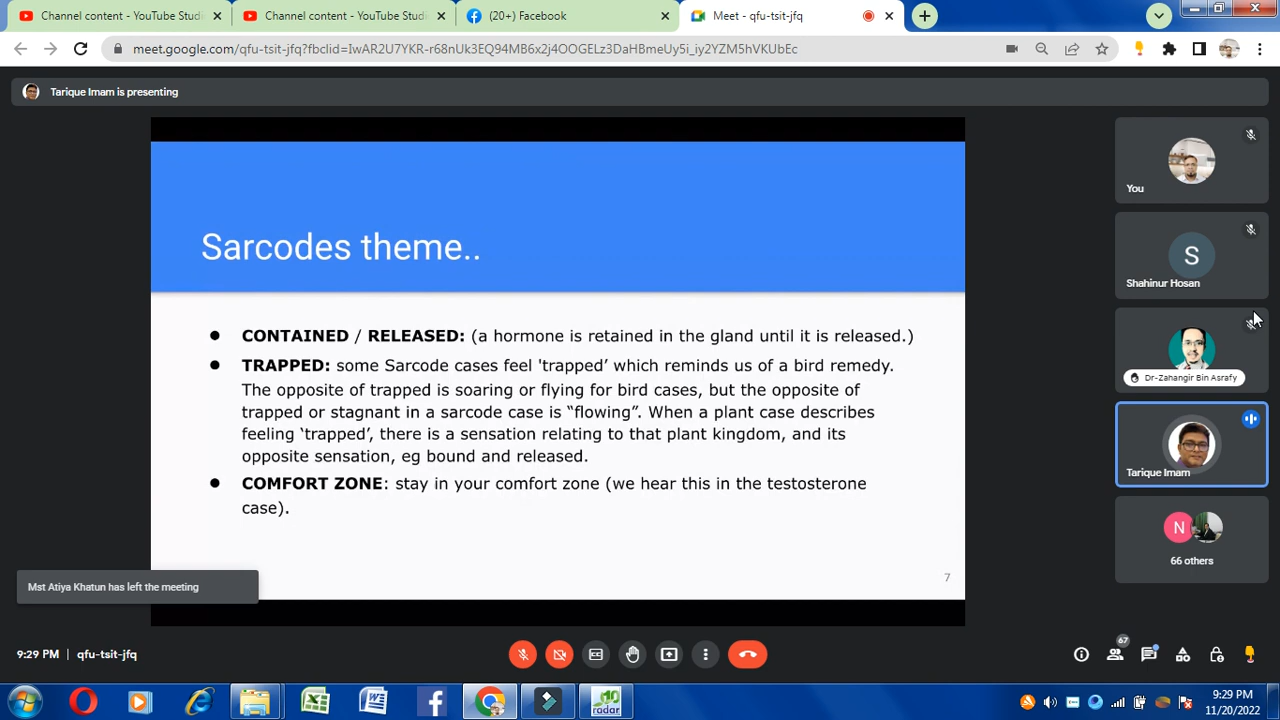 Channel content - YouTube Studi
Channel content - YouTube Studi
(20+) Facebook
Meet - qfu-tsit-jfq
meet.google.com/qfu-tsit-jfq?fbclid=IwAR2U7YKR-r68nUk3EQ94MB6x2j4OOGELz3DaHBmeUy5i_iy2YZM5hVKUbEc
Tarique Imam is presenting
Sarcodes theme..
● CONTAINED / RELEASED: (a hormone is retained in the gland until it is released.)
● TRAPPED: some Sarcode cases feel 'trapped' which reminds us of a bird remedy.
The opposite of trapped is soaring or flying for bird cases, but the opposite of
trapped or stagnant in a sarcode case is “flowing”. When a plant case describes
feeling ‘trapped’, there is a sensation relating to that plant kingdom, and its
opposite sensation, eg bound and released.
● COMFORT ZONE: stay in your comfort zone (we hear this in the testosterone
case).
7
You
S
Shahinur Hosan
Dr-Zahangir Bin Asrafy
Tarique Imam
N
66 others
Mst Atiya Khatun has left the meeting
9:29 PM | qfu-tsit-jfq
67
10
radar
9:29 PM
11/20/2022